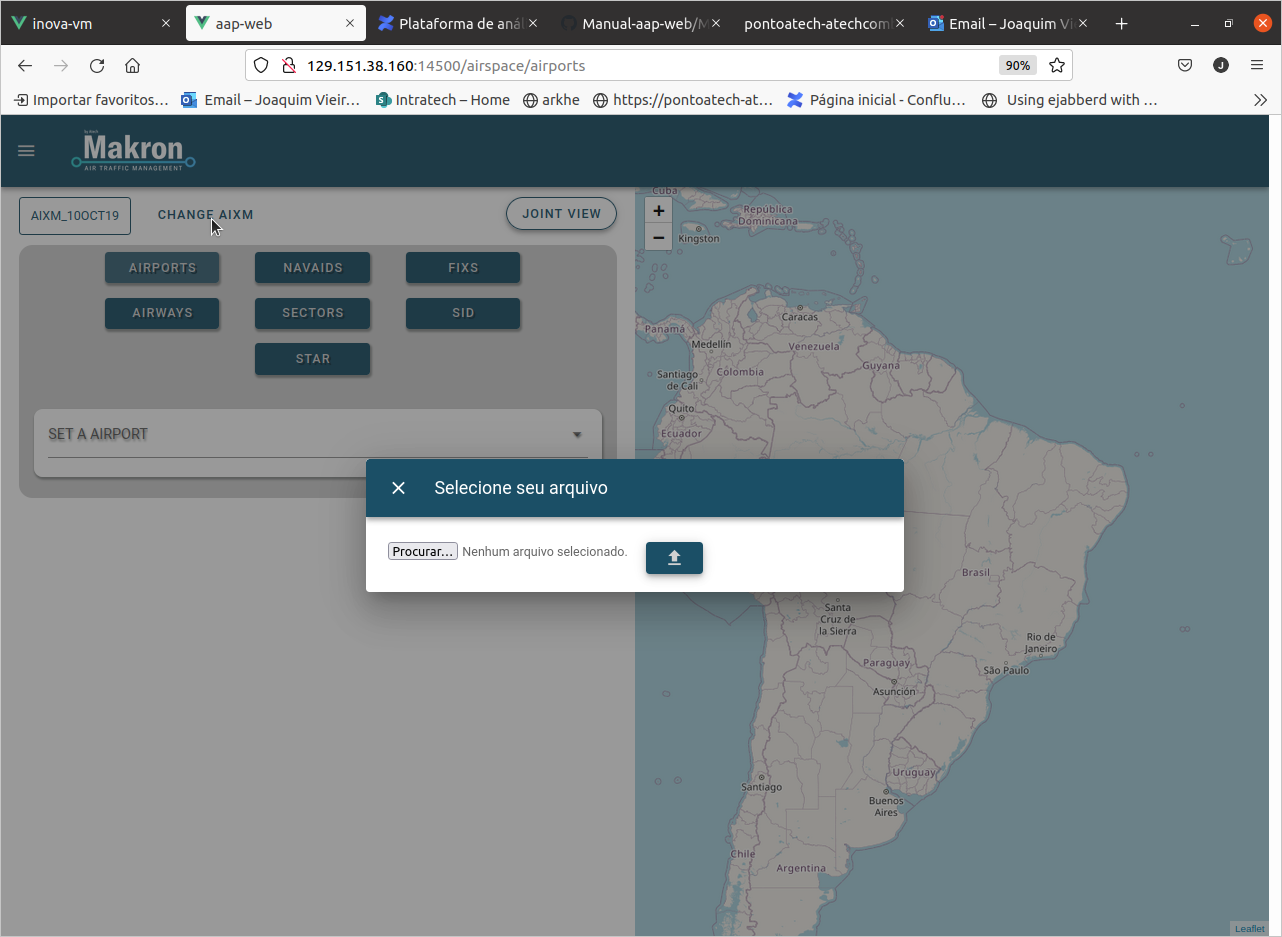 inova-vm
aap-web
Plataforma de anál
Manual-aap-web/M
pontoatech-atechcoml
Email – Joaquim Vi
129.151.38.160:14500/airspace/airports
90%
J
Importar favoritos…
Email – Joaquim Vieir…
Intratech – Home
arkhe
https://pontoatech-at…
Página inicial - Conflu…
Using ejabberd with …
Makron
AIR TRAFFIC MANAGEMENT
AIXM_10OCT19
CHANGE AIXM
JOINT VIEW
AIRPORTS
NAVAIDS
FIXS
AIRWAYS
SECTORS
SID
STAR
SET A AIRPORT
Selecione seu arquivo
Procurar…
Nenhum arquivo selecionado.
+
−
Cuba
República
Dominicana
Kingston
Caracas
Panamá
Medellín
Venezuela
Guyana
Colombia
Santiago
de Cali
Quito
Ecuador
Brasil
Santa
Cruz de
la Sierra
Rio de
Janeiro
São Paulo
Paraguay
Asunción
Uruguay
Santiago
Buenos
Aires
Chile
Argentina
Leaflet